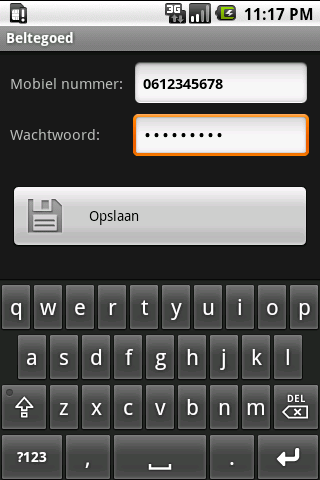 3G 11:17 PM
Beltegoed
Mobiel nummer: 0612345678
Wachtwoord: •••••••••
Opslaan
q w e r t y u i o p
a s d f g h j k l
z x c v b n m DEL
?123 , .